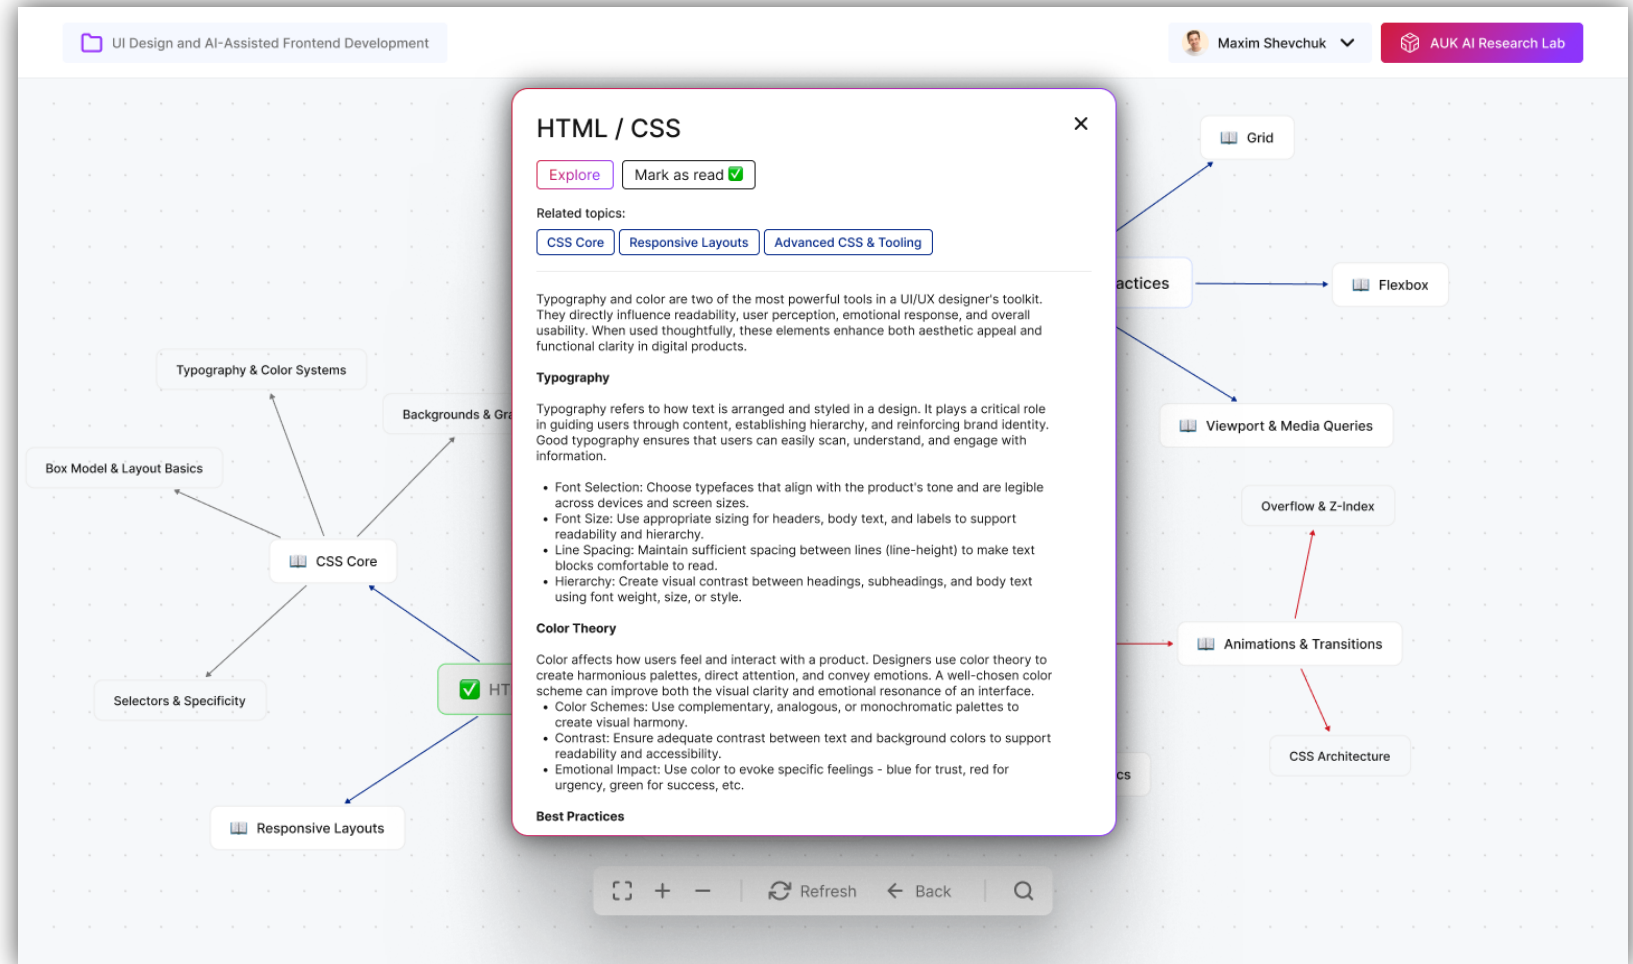 UI Design and AI-Assisted Frontend Development
Maxim Shevchuk
AUK AI Research Lab
HTML / CSS
Explore
Mark as read
Related topics:
CSS Core
Responsive Layouts
Advanced CSS & Tooling
Typography and color are two of the most powerful tools in a UI/UX designer's toolkit.
They directly influence readability, user perception, emotional response, and overall
usability. When used thoughtfully, these elements enhance both aesthetic appeal and
functional clarity in digital products.
Typography
Typography refers to how text is arranged and styled in a design. It plays a critical role
in guiding users through content, establishing hierarchy, and reinforcing brand identity.
Good typography ensures that users can easily scan, understand, and engage with
information.
• Font Selection: Choose typefaces that align with the product's tone and are legible
across devices and screen sizes.
• Font Size: Use appropriate sizing for headers, body text, and labels to support
readability and hierarchy.
• Line Spacing: Maintain sufficient spacing between lines (line-height) to make text
blocks comfortable to read.
• Hierarchy: Create visual contrast between headings, subheadings, and body text
using font weight, size, or style.
Color Theory
Color affects how users feel and interact with a product. Designers use color theory to
create harmonious palettes, direct attention, and convey emotions. A well-chosen color
scheme can improve both the visual clarity and emotional resonance of an interface.
• Color Schemes: Use complementary, analogous, or monochromatic palettes to
create visual harmony.
• Contrast: Ensure adequate contrast between text and background colors to support
readability and accessibility.
• Emotional Impact: Use color to evoke specific feelings - blue for trust, red for
urgency, green for success, etc.
Best Practices
Typography & Color Systems
Backgrounds & Gra
Box Model & Layout Basics
CSS Core
Selectors & Specificity
HT
Responsive Layouts
Grid
actices
Flexbox
Viewport & Media Queries
Overflow & Z-Index
Animations & Transitions
CSS Architecture
cs
Refresh
Back